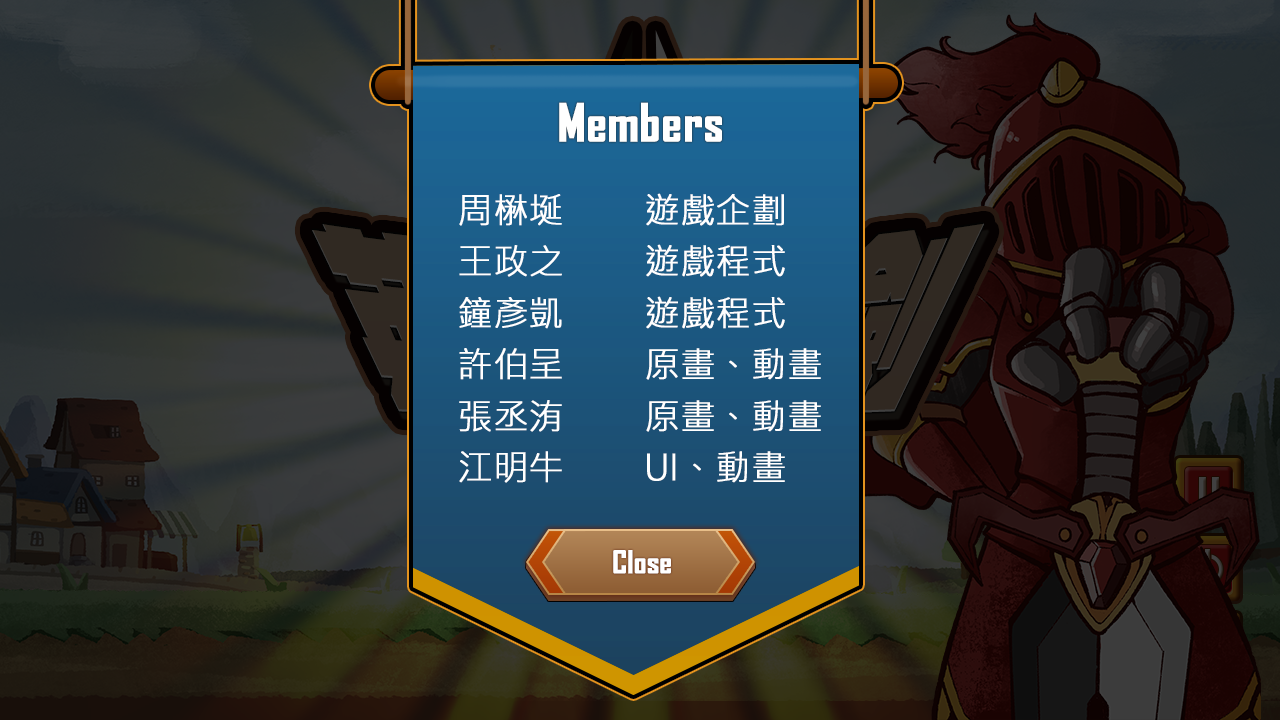 Members
周楙埏 遊戲企劃
王政之 遊戲程式
鐘彥凱 遊戲程式
許伯呈 原畫、動畫
張丞洧 原畫、動畫
江明牛 UI、動畫
Close